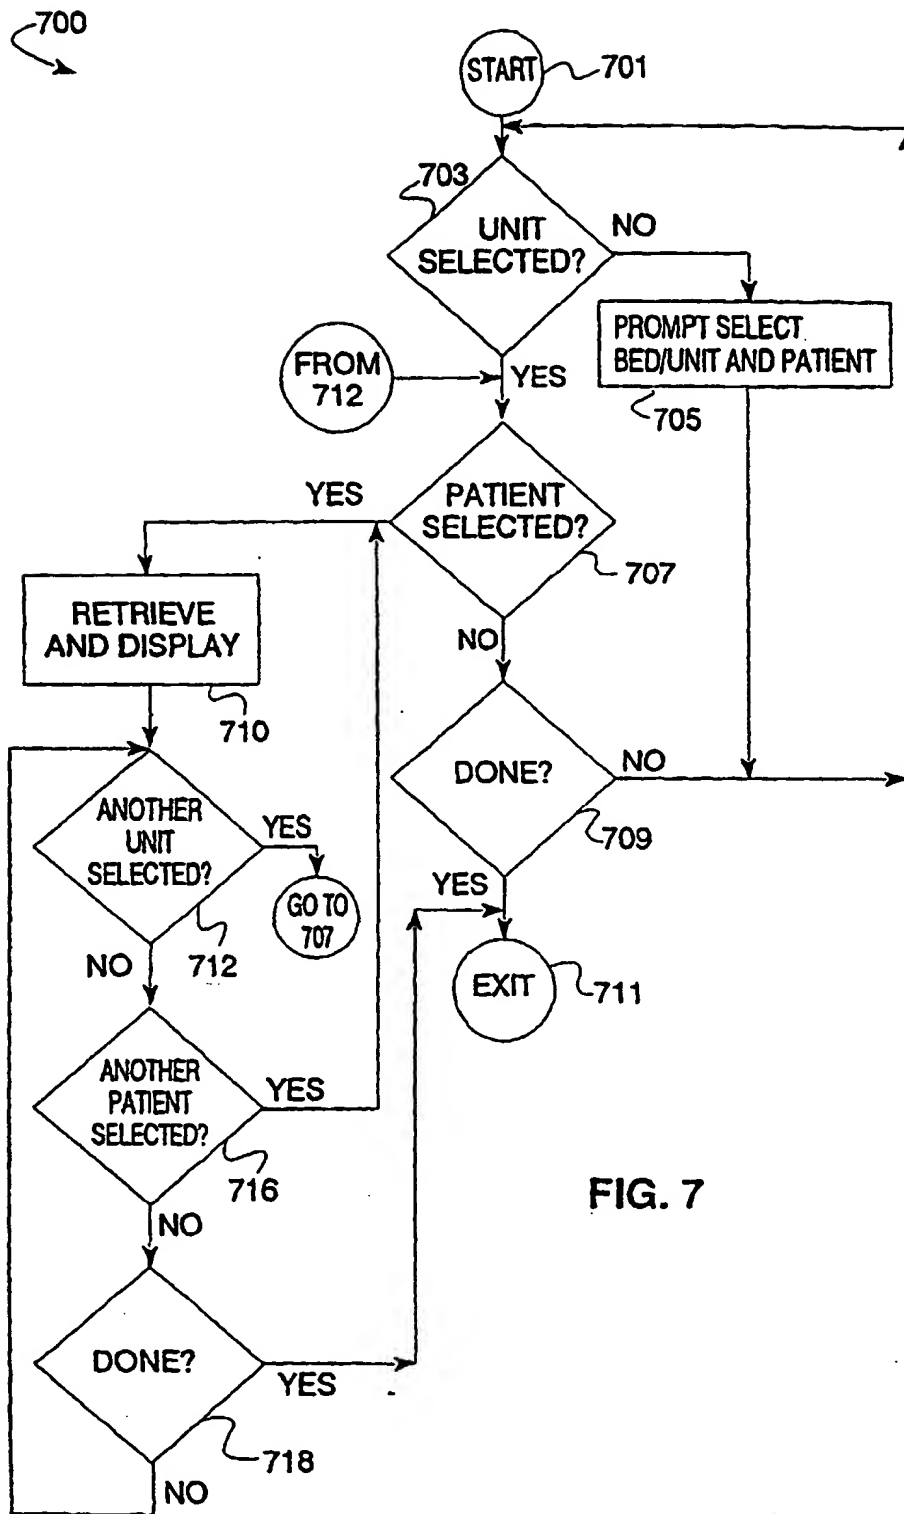 700
START
701
703
UNIT
SELECTED?
NO
PROMPT SELECT
BED/UNIT AND PATIENT
705
FROM
712
YES
YES
PATIENT
SELECTED?
707
RETRIEVE
AND DISPLAY
710
NO
DONE?
NO
709
ANOTHER
UNIT
SELECTED?
YES
GO TO
707
712
NO
YES
EXIT
711
ANOTHER
PATIENT
SELECTED?
YES
716
NO
FIG. 7
DONE?
YES
718
NO